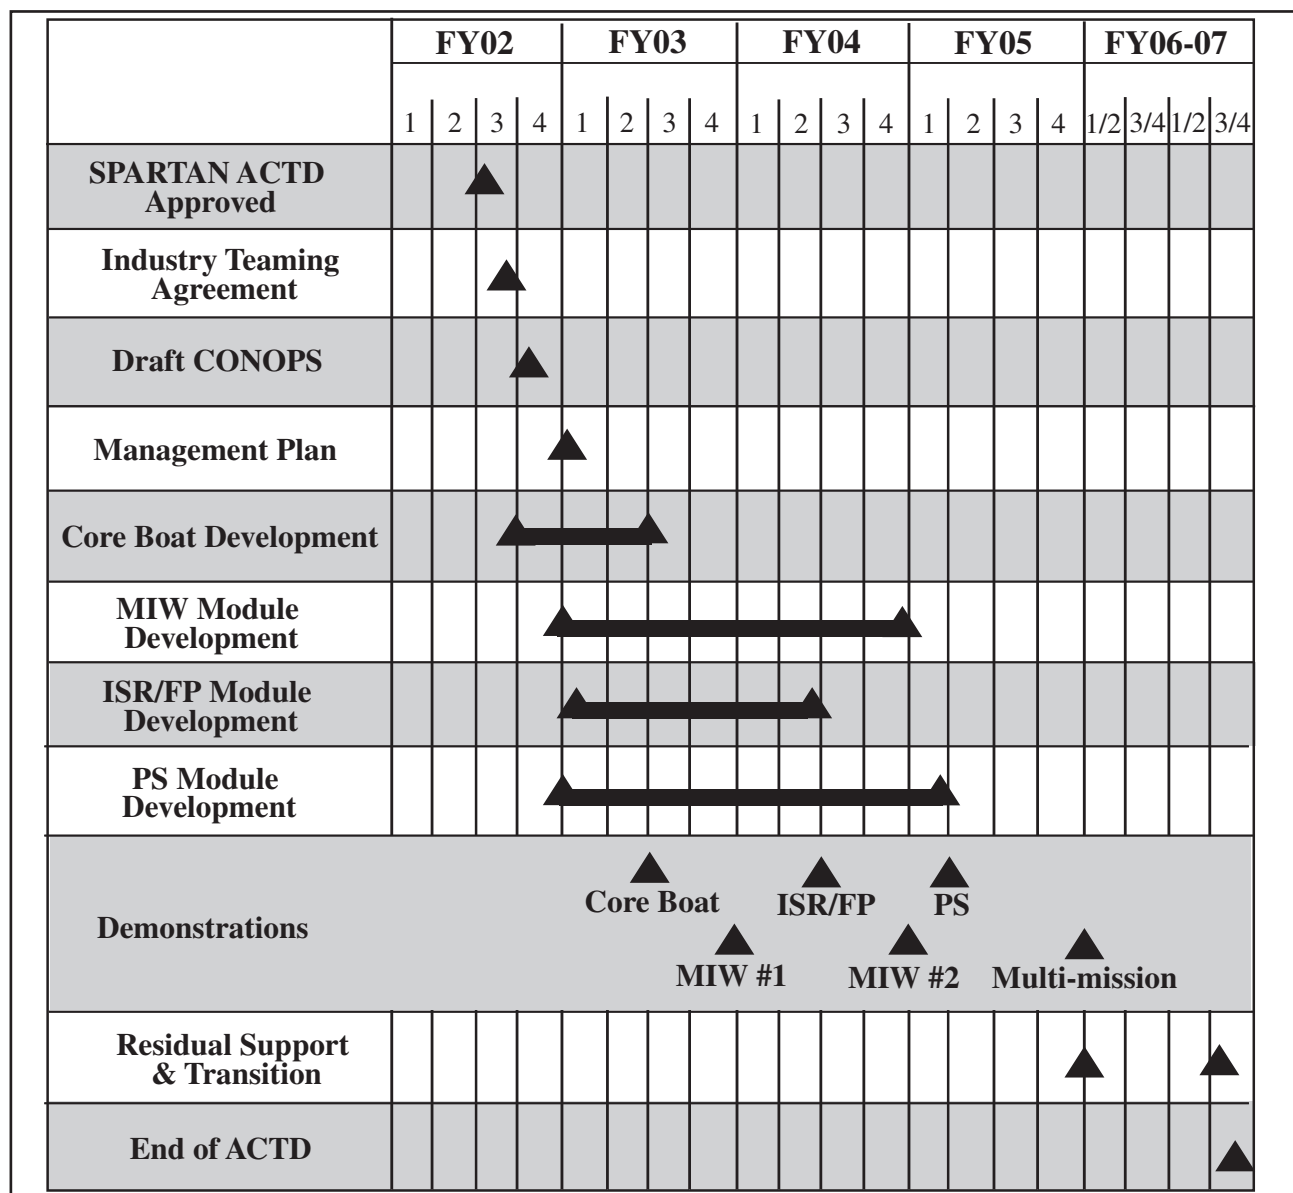 FY02 FY03 FY04 FY05 FY06-07
1 2 3 4 1 2 3 4 1 2 3 4 1 2 3 4 1/2 3/4 1/2 3/4
SPARTAN ACTD
Approved
Industry Teaming
Agreement
Draft CONOPS
Management Plan
Core Boat Development
MIW Module
Development
ISR/FP Module
Development
PS Module
Development
Demonstrations
Core Boat ISR/FP PS
MIW #1 MIW #2 Multi-mission
Residual Support
& Transition
End of ACTD